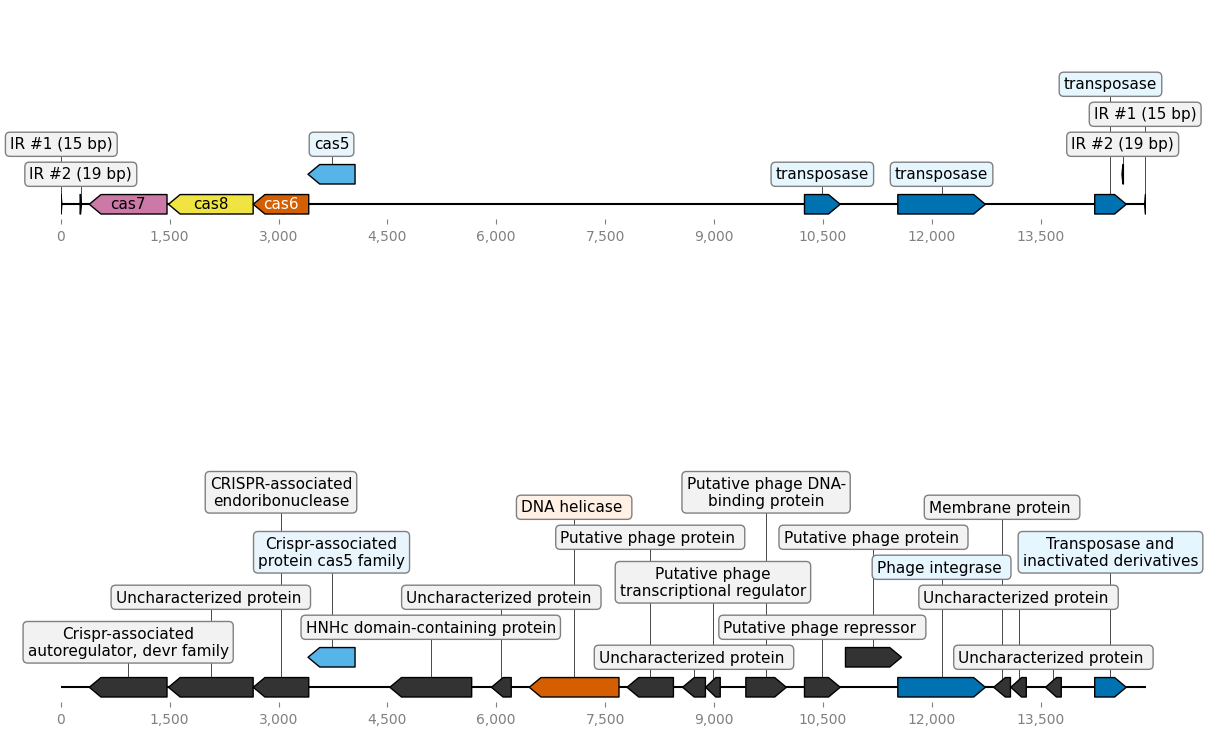 transposase
IR #1 (15 bp)
IR #1 (15 bp)
cas5
IR #2 (19 bp)
IR #2 (19 bp)
transposase
transposase
cas7
cas8
cas6
0
1,500
3,000
4,500
6,000
7,500
9,000
10,500
12,000
13,500
CRISPR-associated
endoribonuclease
Putative phage DNA-
binding protein
DNA helicase
Membrane protein
Putative phage protein
Putative phage protein
Crispr-associated
protein cas5 family
Transposase and
inactivated derivatives
Phage integrase
Putative phage
transcriptional regulator
Uncharacterized protein
Uncharacterized protein
Uncharacterized protein
HNHc domain-containing protein
Putative phage repressor
Crispr-associated
autoregulator, devr family
Uncharacterized protein
Uncharacterized protein
0
1,500
3,000
4,500
6,000
7,500
9,000
10,500
12,000
13,500